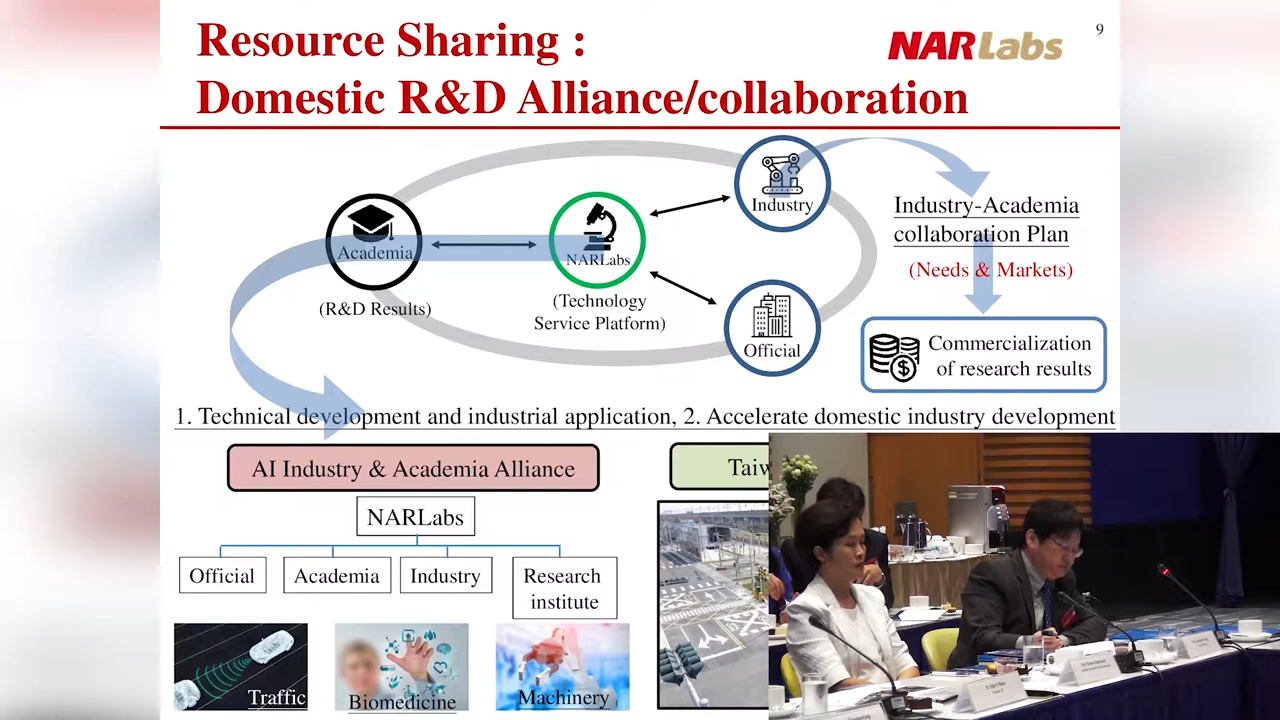 Resource Sharing :
Domestic R&D Alliance/collaboration
NARLabs
9
Industry
Academia
NARLabs
(R&D Results)
(Technology
Service Platform)
Official
Industry-Academia
collaboration Plan
(Needs & Markets)
Commercialization
of research results
1. Technical development and industrial application, 2. Accelerate domestic industry development
AI Industry & Academia Alliance
NARLabs
Official
Academia
Industry
Research
institute
Traffic
Biomedicine
Machinery